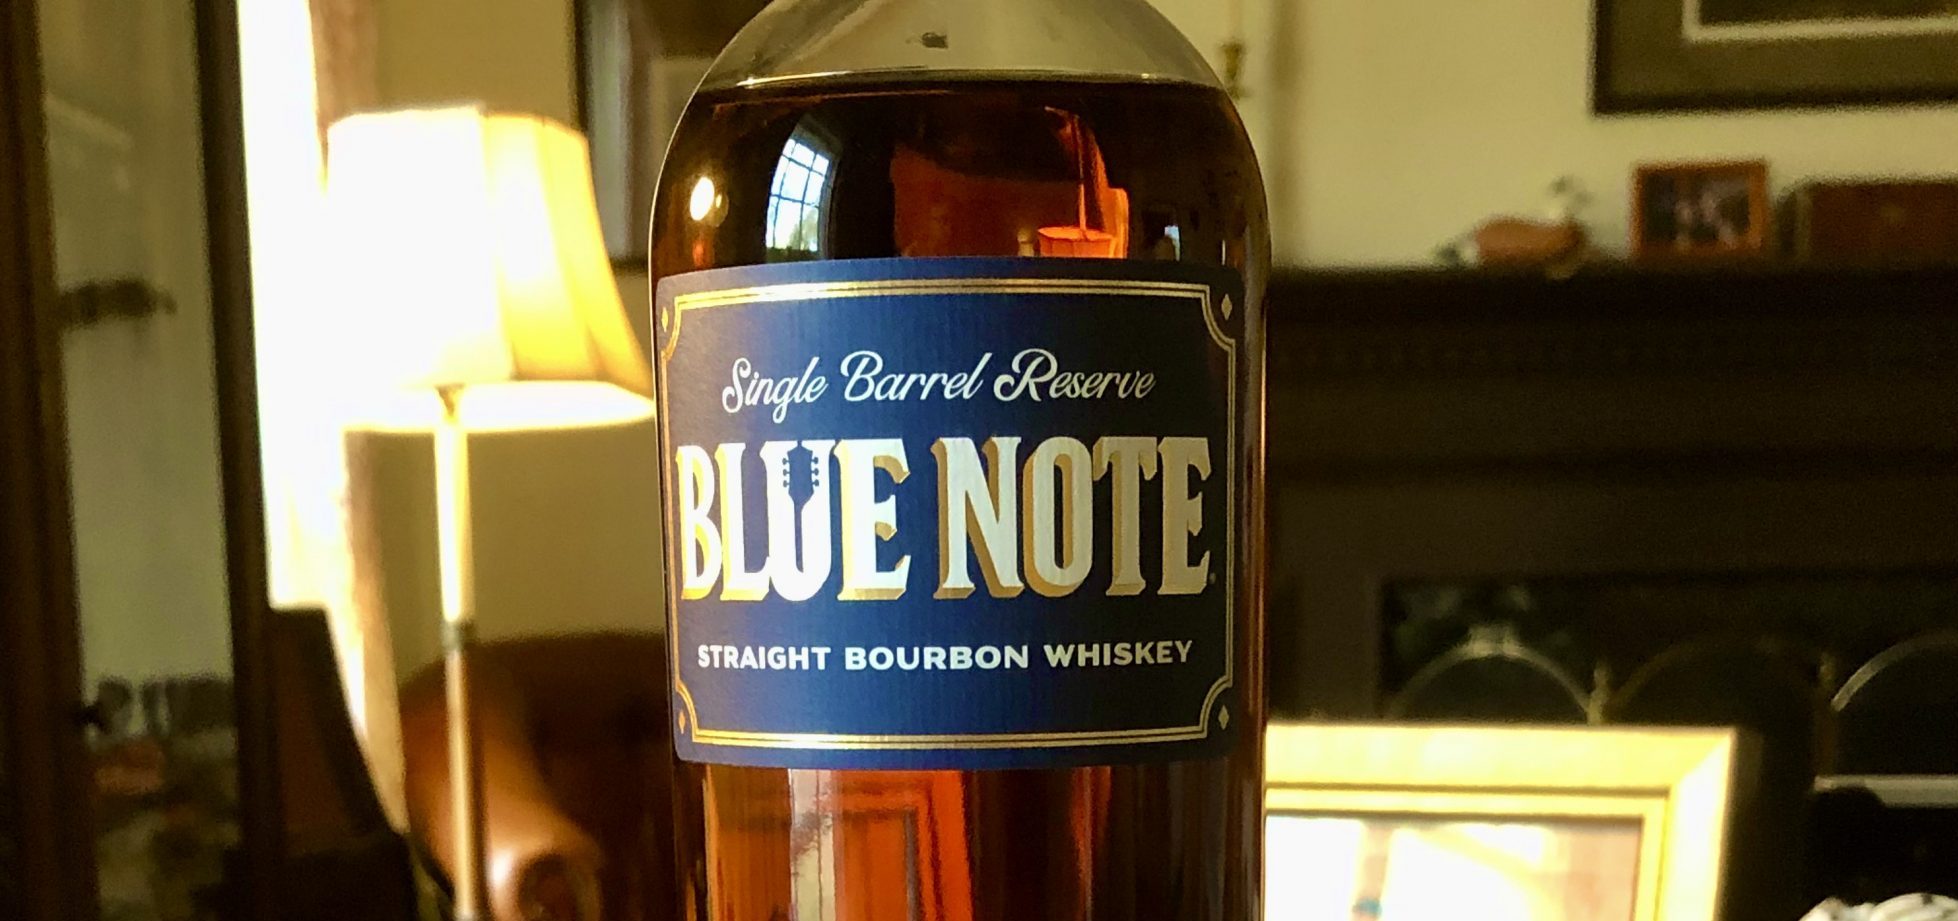 Single Barrel Reserve
BLUE NOTE
STRAIGHT BOURBON WHISKEY